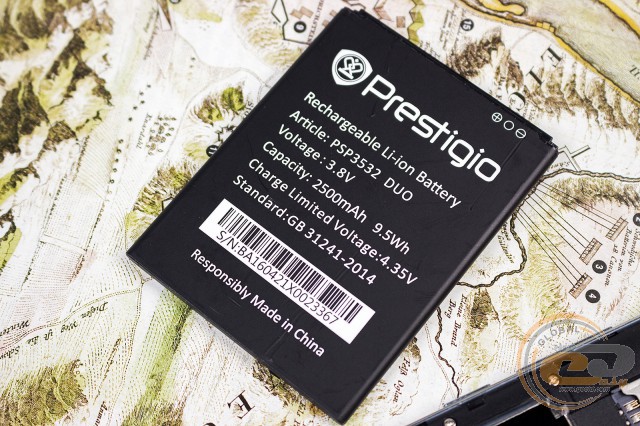 Prestigio
Rechargeable Li-ion Battery
Article: PSP3532 DUO
Voltage: 3.8V
Capacity: 2500mAh 9.5Wh
Charge Limited Voltage:4.35V
Standard:GB 31241-2014
S/N:BA160421X0023367
Responsibly Made in China